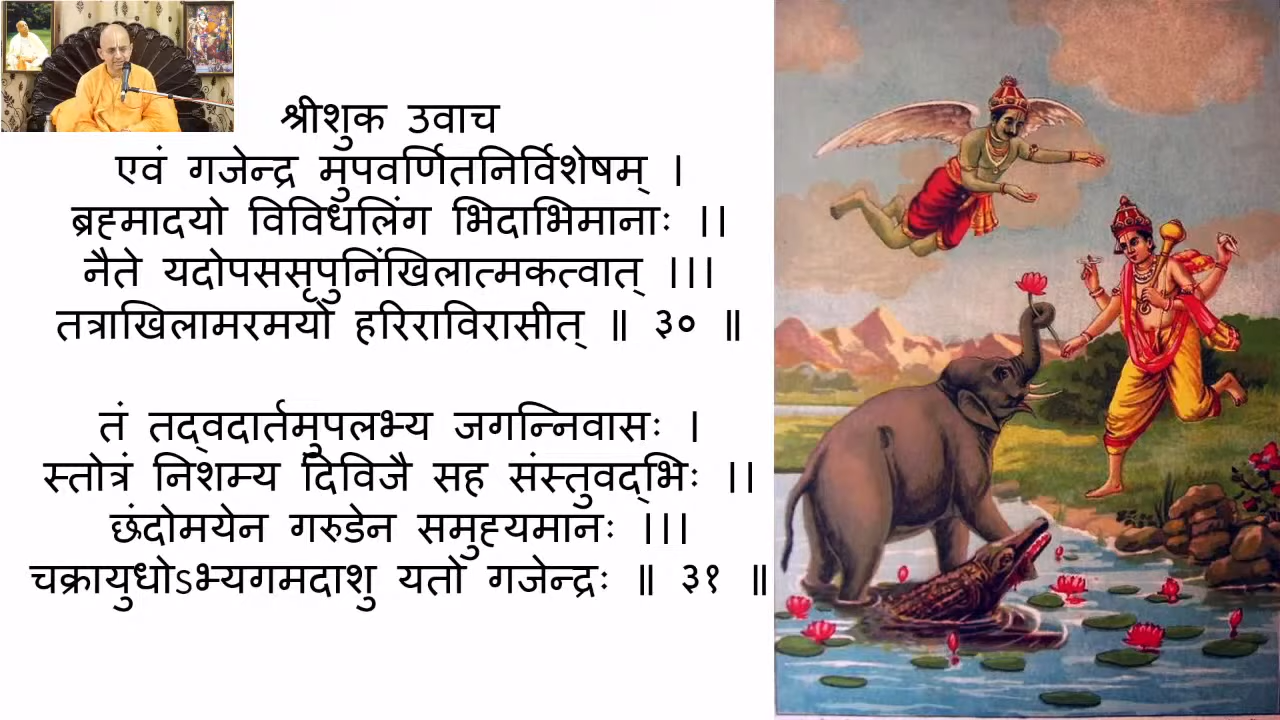 श्रीशुक उवाच
एवं गजेन्द्र मुपवर्णितनिर्विशेषम् ।
ब्रह्मादयो विविधलिंग भिदाभिमानाः ।।
नैते यदोपससृपुनिंखिलात्मकत्वात् ।।।
तत्राखिलामरमयो हरिराविरासीत् ॥ ३० ॥
तं तद्वदार्तमुपलभ्य जगन्निवासः ।
स्तोत्रं निशम्य दिविजै सह संस्तुवद्भिः ।।
छंदोमयेन गरुडेन समुह्यमानः ।।।
चक्रायुधोऽभ्यगमदाशु यतो गजेन्द्रः ॥ ३१ ॥